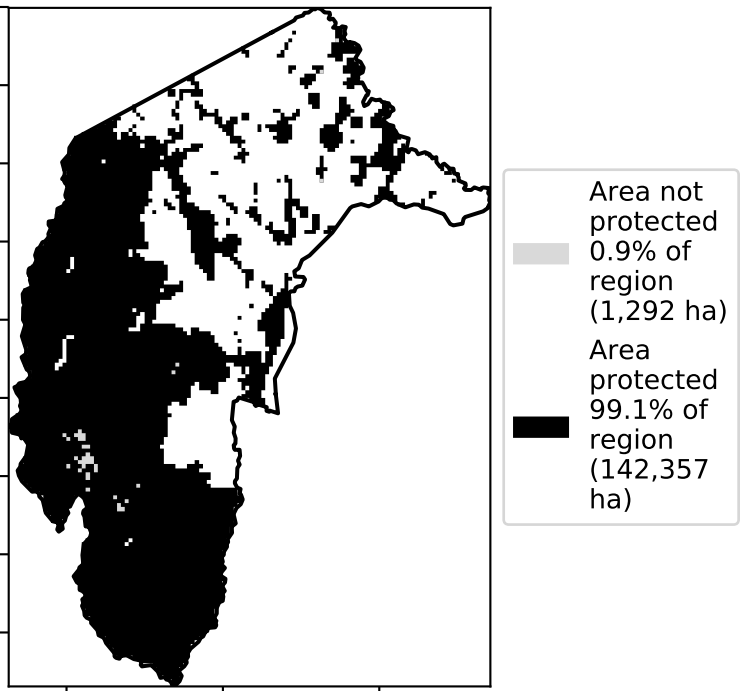 Area not
protected
0.9% of
region
(1,292 ha)
Area
protected
99.1% of
region
(142,357
ha)